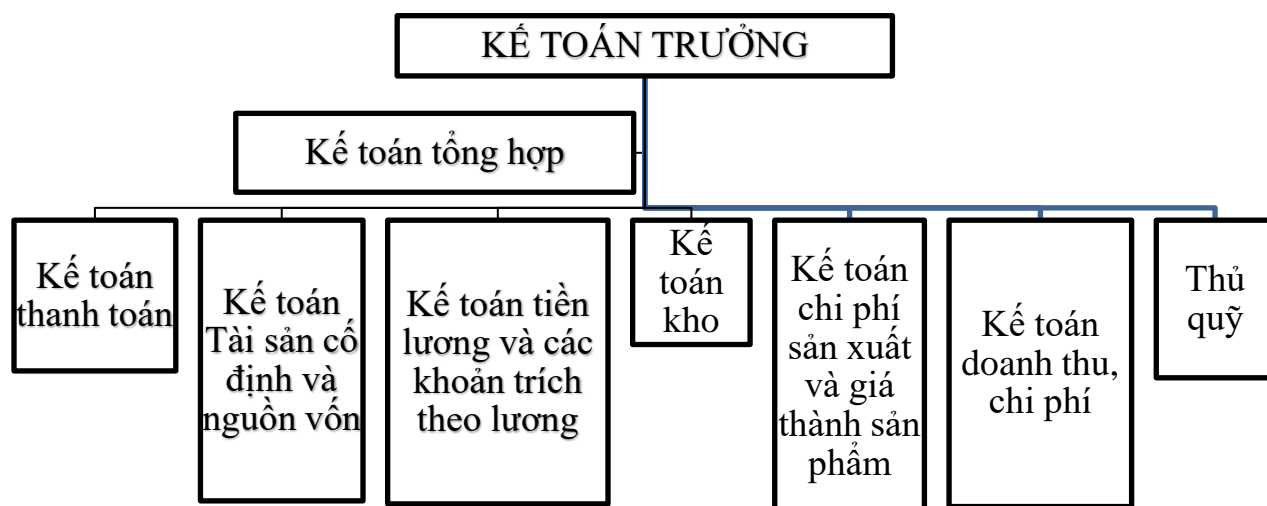 KẾ TOÁN TRƯỞNG
Kế toán tổng hợp
Kế toán
thanh toán
Kế toán
Tài sản cố
định và
nguồn vốn
Kế toán tiền
lương và các
khoản trích
theo lương
Kế
toán
kho
Kế toán
chi phí
sản xuất
và giá
thành sản
phẩm
Kế toán
doanh thu,
chi phí
Thủ
quỹ